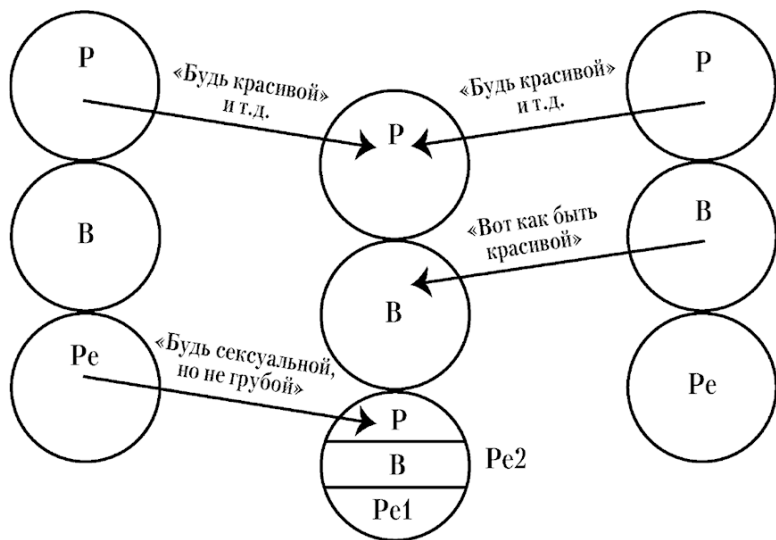 Р
«Будь красивой»
и т.д.
Р
«Будь красивой»
и т.д.
Р
В
«Вот как быть
красивой»
В
В
Ре
«Будь сексуальной,
но не грубой»
Р
В
Ре1
Ре2
Ре